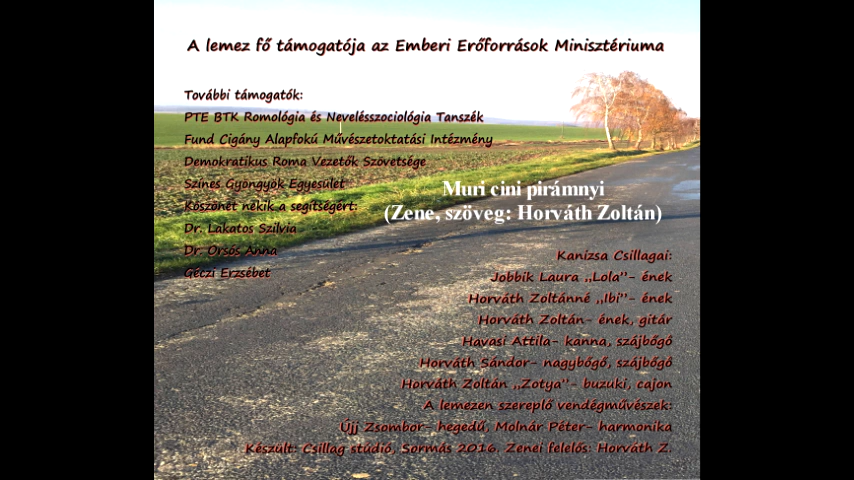 A lemez fő támogatója az Emberi Erőforrások Minisztériuma
További támogatók:
PTE BTK Romológia és Nevelésszociológia Tanszék
Fund Cigány Alapfokú Művészetoktatási Intézmény
Demokratikus Roma Vezetők Szövetsége
Színes Gyöngyök Egyesület
Köszönet nekik a segítségért:
Dr. Lakatos Szilvia
Dr. Orsós Anna
Géczi Erzsébet
Muri cini pirámnyi
(Zene, szöveg: Horváth Zoltán)
Kanizsa Csillagai:
Jobbik Laura „Lola”- ének
Horváth Zoltánné „Ibi”- ének
Horváth Zoltán- ének, gitár
Havasi Attila- kanna, szájbőgő
Horváth Sándor- nagybőgő, szájbőgő
Horváth Zoltán „Zotya”- buzuki, cajon
A lemezen szereplő vendégművészek:
Újj Zsombor- hegedű, Molnár Péter- harmonika
Készült: Csillag stúdió, Sormás 2016. Zenei felelős: Horváth Z.